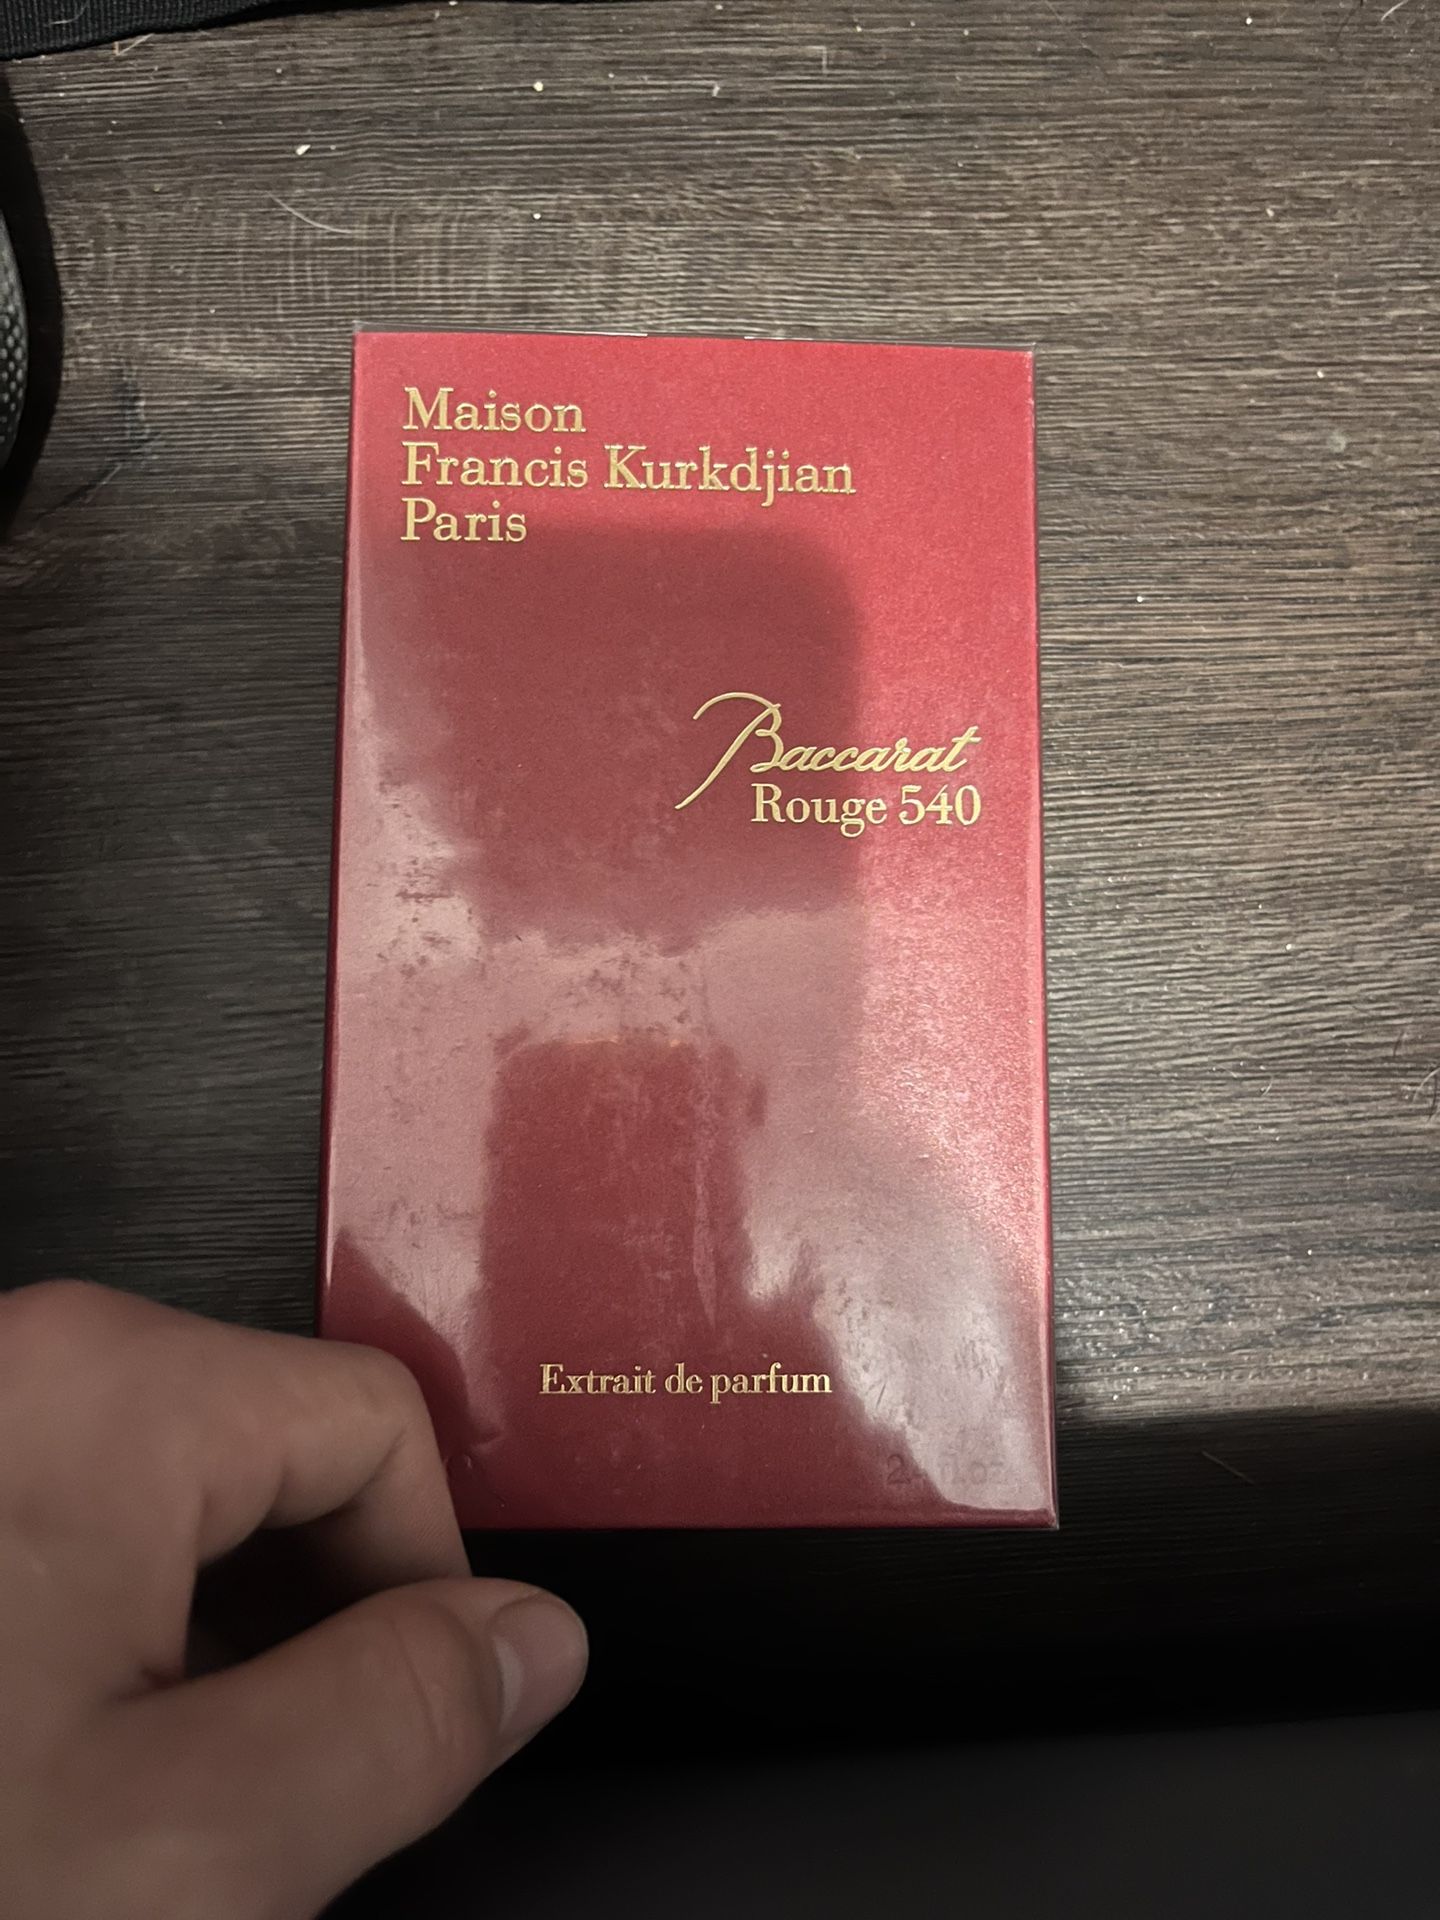 Maison
Francis Kurkdjian
Paris
Baccarat
Rouge 540
Extrait de parfum